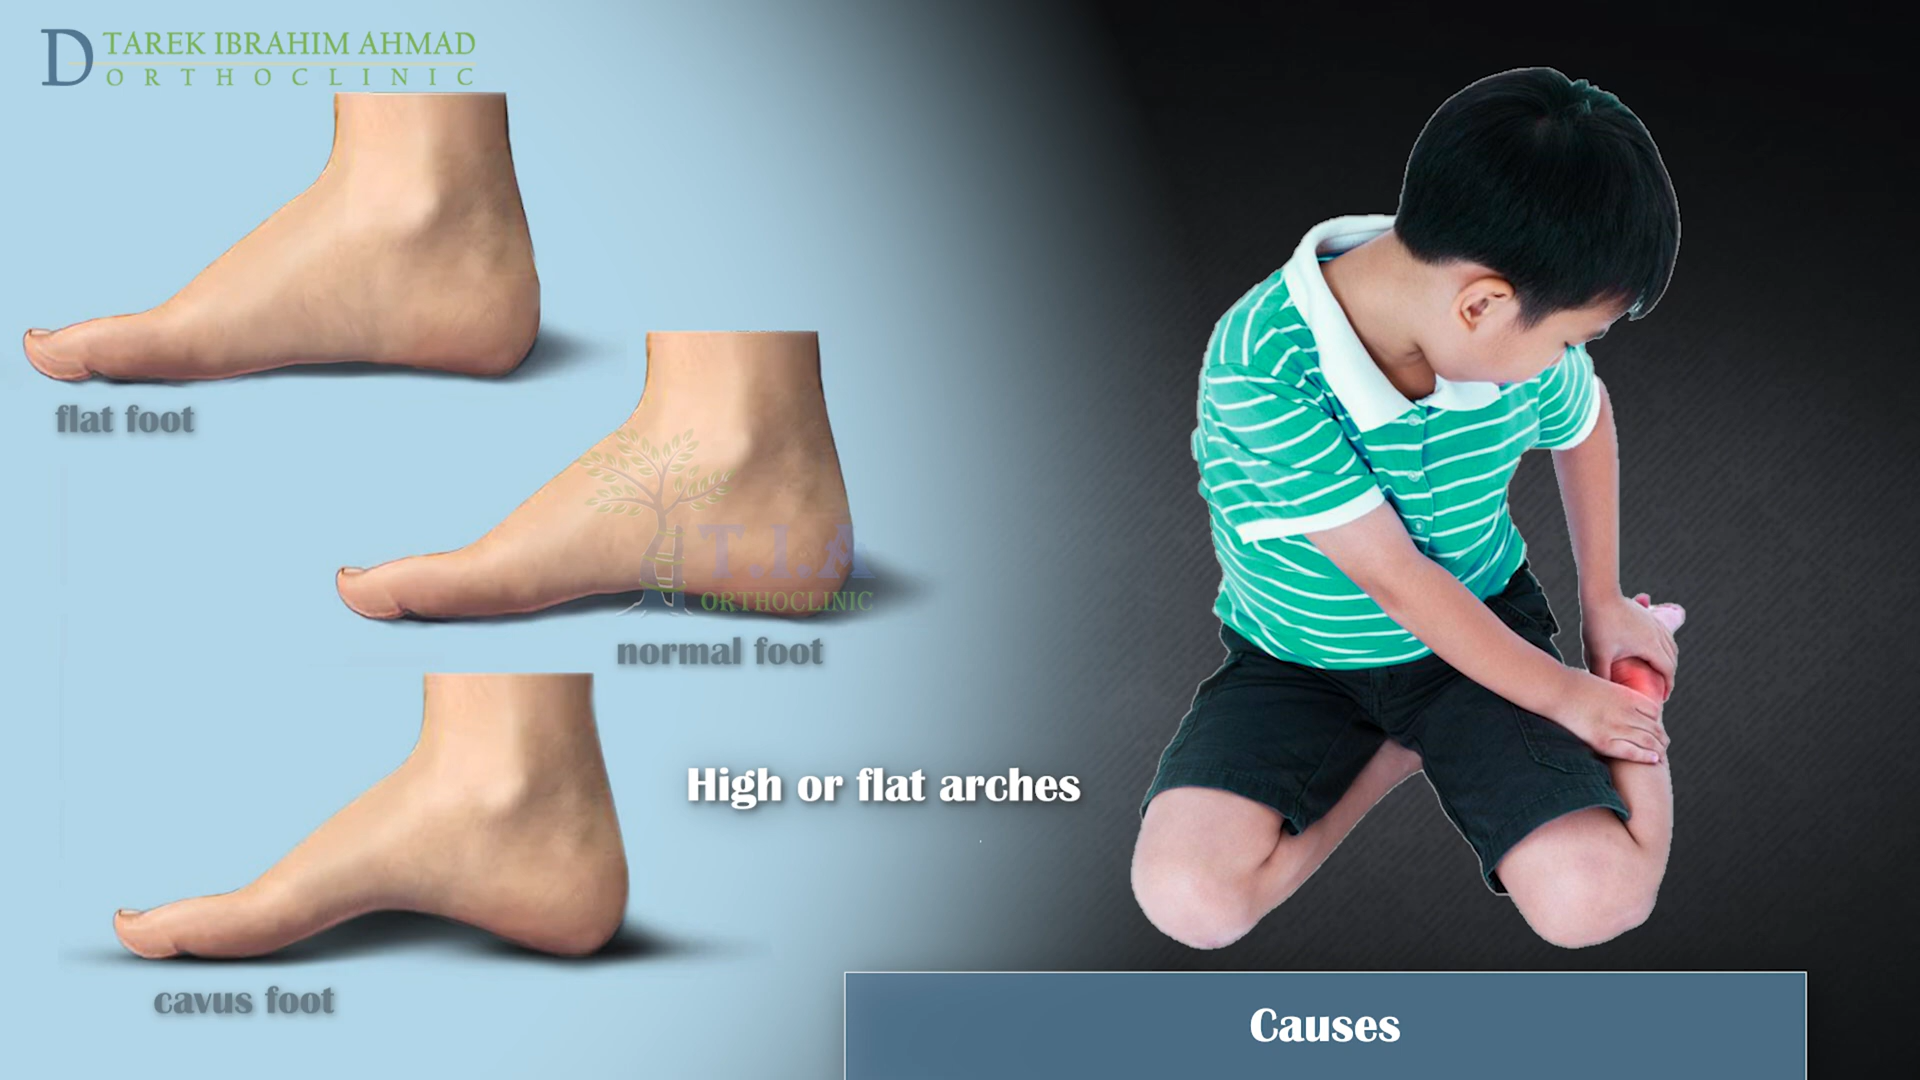 D TAREK IBRAHIM AHMAD
ORTHOCLINIC
flat foot
T.I.A
ORTHOCLINIC
normal foot
High or flat arches
cavus foot
Causes